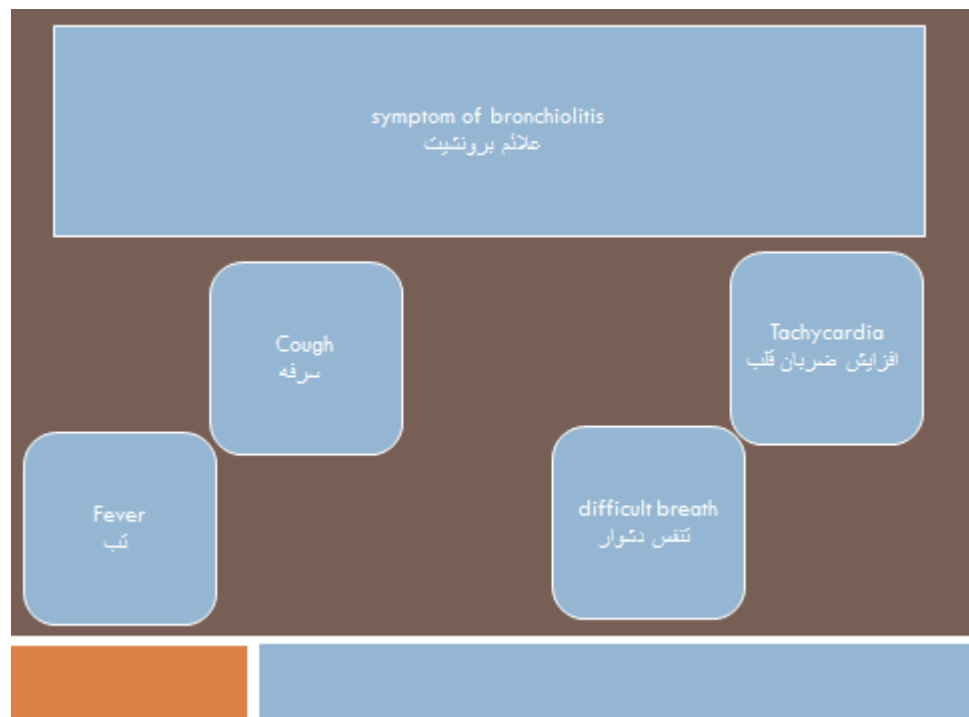 symptom of bronchiolitis
علائم برونشیت
Cough
سرفه
Tachycardia
افزایش ضربان قلب
Fever
تب
difficult breath
تنفس دشوار